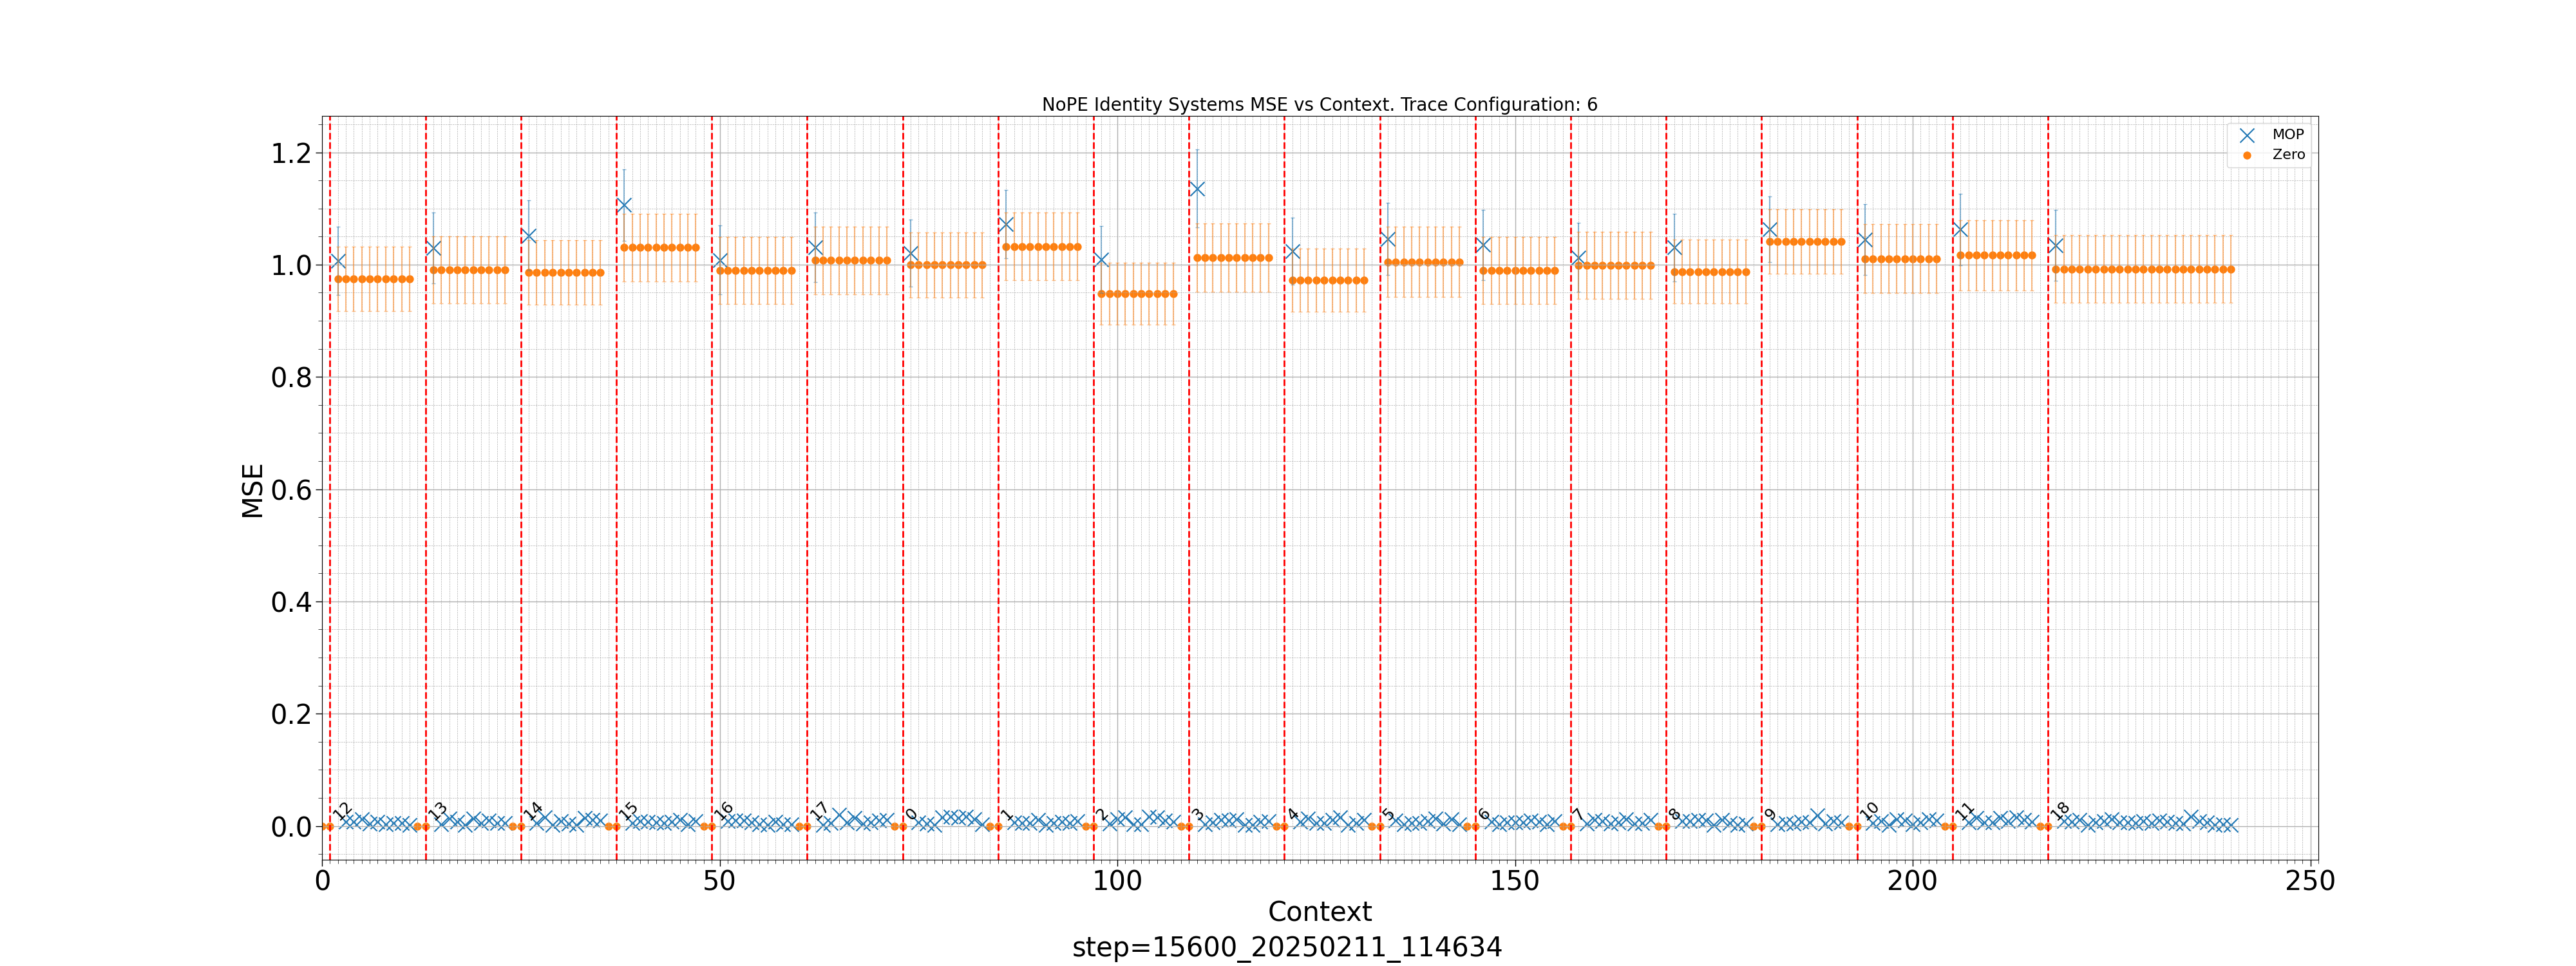 NoPE Identity Systems MSE vs Context. Trace Configuration: 6
MOP
Zero
1.2
1.0
0.8
0.6
0.4
0.2
0.0
MSE
12 13 14 15 16 17 0 1 2 3 4 5 6 7 8 9 10 11 18
0 50 100 150 200 250
Context
step=15600_20250211_114634